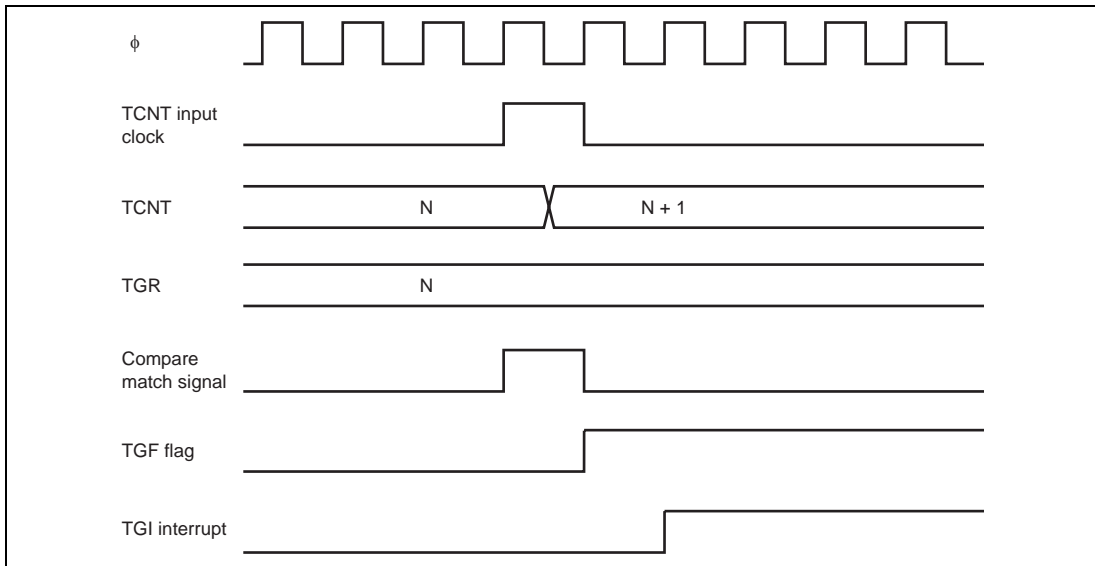 ϕ
TCNT input
clock
TCNT
N
N + 1
TGR
N
Compare
match signal
TGF flag
TGI interrupt